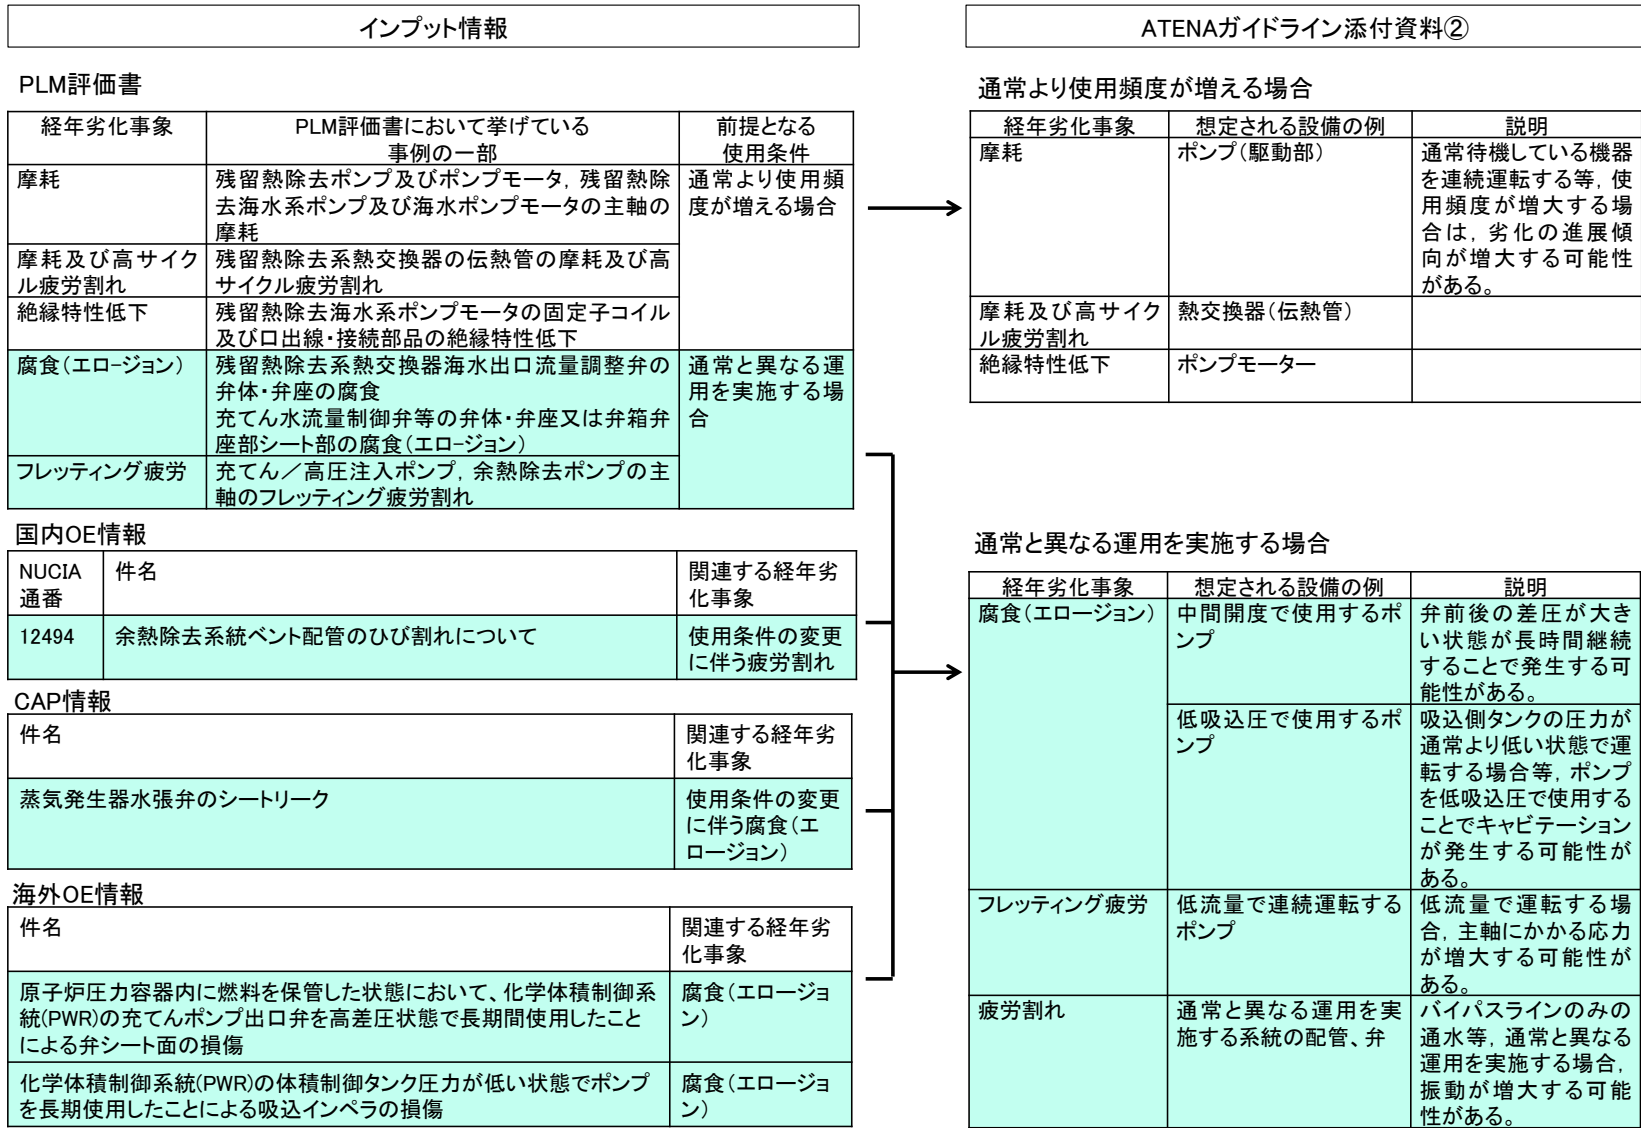 インプット情報
PLM評価書
経年劣化事象
PLM評価書において挙げている
事例の一部
前提となる
使用条件
摩耗
残留熱除去ポンプ及びポンプモータ，残留熱除
去海水系ポンプ及び海水ポンプモータの主軸の
摩耗
通常より使用頻
度が増える場合
摩耗及び高サイク
ル疲労割れ
残留熱除去系熱交換器の伝熱管の摩耗及び高
サイクル疲労割れ
絶縁特性低下
残留熱除去海水系ポンプモータの固定子コイル
及び口出線・接続部品の絶縁特性低下
腐食（エロ－ジョン）
残留熱除去系熱交換器海水出口流量調整弁の
弁体・弁座の腐食
充てん水流量制御弁等の弁体・弁座又は弁箱弁
座部シート部の腐食（エロ－ジョン）
通常と異なる運
用を実施する場
合
フレッティング疲労
充てん／高圧注入ポンプ，余熱除去ポンプの主
軸のフレッティング疲労割れ
国内OE情報
NUCIA
通番
件名
関連する経年劣
化事象
12494
余熱除去系統ベント配管のひび割れについて
使用条件の変更
に伴う疲労割れ
CAP情報
件名
関連する経年劣
化事象
蒸気発生器水張弁のシートリーク
使用条件の変更
に伴う腐食（エ
ロージョン）
海外OE情報
件名
関連する経年劣
化事象
原子炉圧力容器内に燃料を保管した状態において、化学体積制御系
統(PWR)の充てんポンプ出口弁を高差圧状態で長期間使用したこと
による弁シート面の損傷
腐食（エロージョ
ン）
化学体積制御系統(PWR)の体積制御タンク圧力が低い状態でポンプ
を長期使用したことによる吸込インペラの損傷
腐食（エロージョ
ン）
ATENAガイドライン添付資料②
通常より使用頻度が増える場合
経年劣化事象
想定される設備の例
説明
摩耗
ポンプ（駆動部）
通常待機している機器
を連続運転する等，使
用頻度が増大する場
合は，劣化の進展傾
向が増大する可能性
がある。
摩耗及び高サイク
ル疲労割れ
熱交換器（伝熱管）
絶縁特性低下
ポンプモーター
通常と異なる運用を実施する場合
経年劣化事象
想定される設備の例
説明
腐食（エロージョン）
中間開度で使用するポ
ンプ
弁前後の差圧が大き
い状態が長時間継続
することで発生する可
能性がある。
低吸込圧で使用するポ
ンプ
吸込側タンクの圧力が
通常より低い状態で運
転する場合等，ポンプ
を低吸込圧で使用する
ことでキャビテーション
が発生する可能性が
ある。
フレッティング疲労
低流量で連続運転する
ポンプ
低流量で運転する場
合，主軸にかかる応力
が増大する可能性が
ある。
疲労割れ
通常と異なる運用を実
施する系統の配管、弁
バイパスラインのみの
通水等，通常と異なる
運用を実施する場合，
振動が増大する可能
性がある。